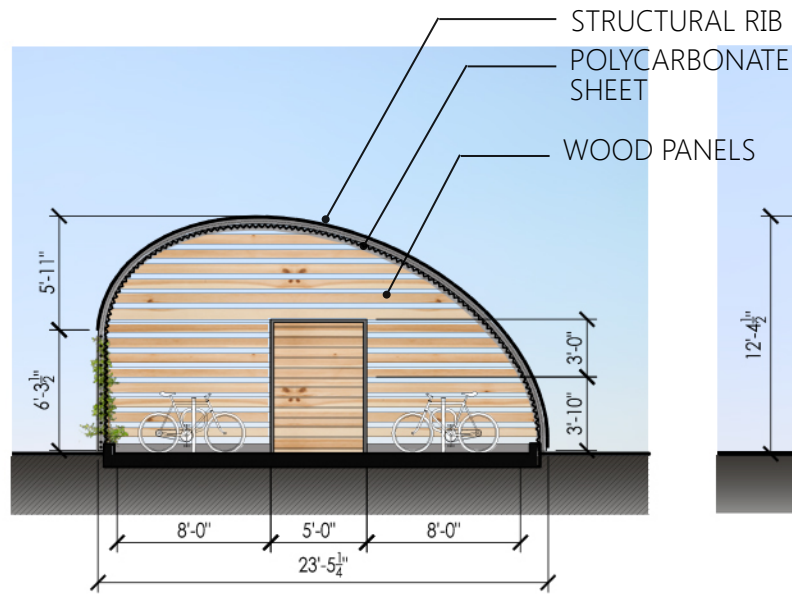 STRUCTURAL RIB
POLYCARBONATE
SHEET
WOOD PANELS
5'-11"
6'-3½"
3'-0"
3'-10"
12'-4½"
8'-0"
5'-0"
8'-0"
23'-5¼"